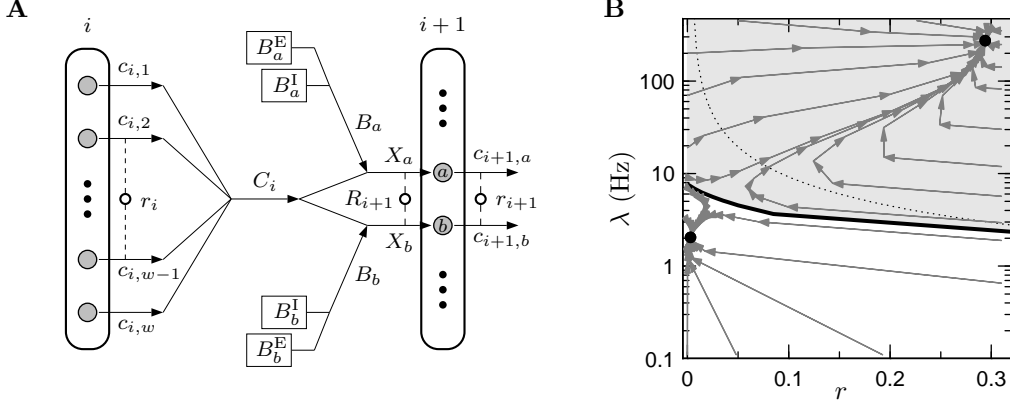 A
i
i + 1
c_{i,1}
c_{i,2}
r_i
c_{i,w−1}
c_{i,w}
C_i
B_a^E
B_a^I
B_a
X_a
R_{i+1}
X_b
B_b
B_b^I
B_b^E
a
b
c_{i+1,a}
r_{i+1}
c_{i+1,b}
B
λ (Hz)
100
10
1
0.1
0
0.1
0.2
0.3
r